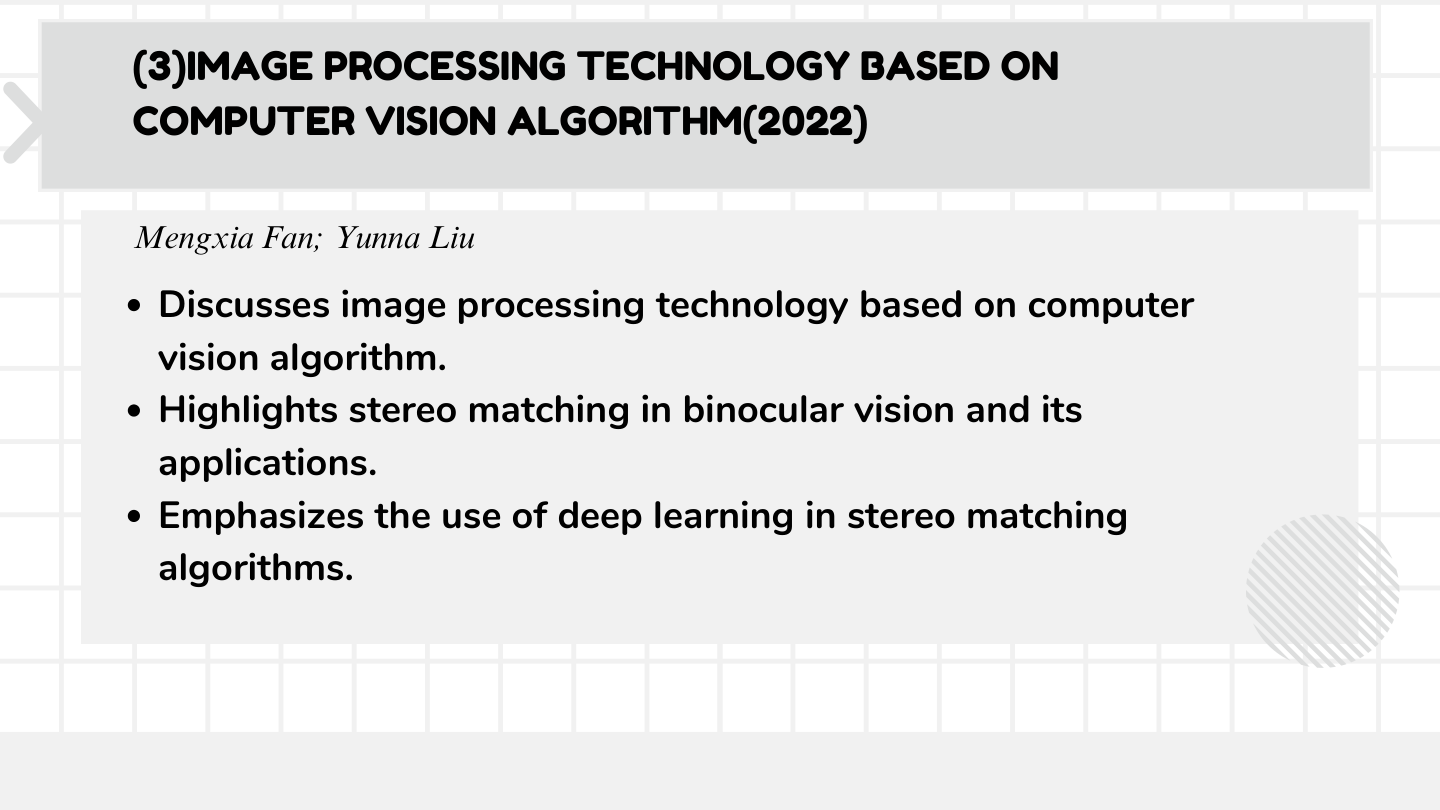 (3)IMAGE PROCESSING TECHNOLOGY BASED ON
COMPUTER VISION ALGORITHM(2022)
Mengxia Fan; Yunna Liu
• Discusses image processing technology based on computer
vision algorithm.
• Highlights stereo matching in binocular vision and its
applications.
• Emphasizes the use of deep learning in stereo matching
algorithms.